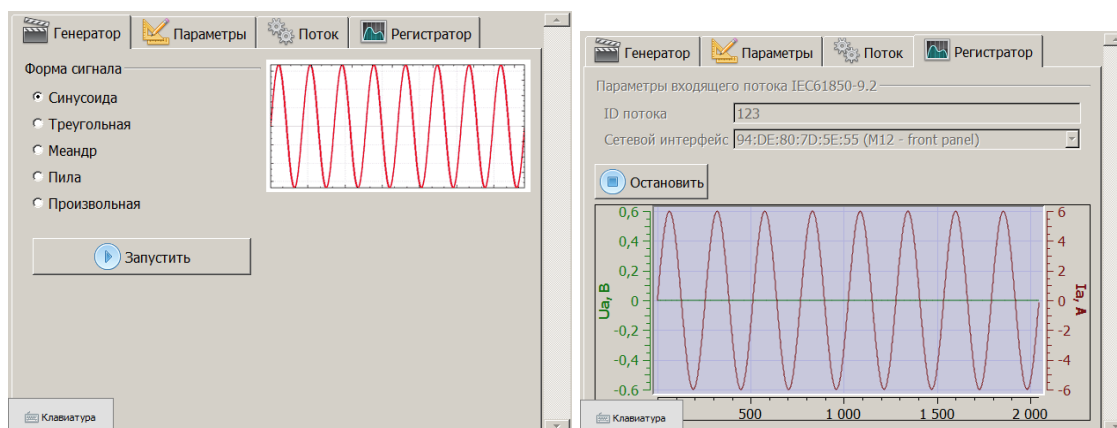 Генератор Параметры Поток Регистратор
Форма сигнала
Синусоида
Треугольная
Меандр
Пила
Произвольная
Запустить
Клавиатура
Генератор Параметры Поток Регистратор
Параметры входящего потока IEC61850-9.2
ID потока 123
Сетевой интерфейс 94:DE:80:7D:5E:55 (M12 - front panel)
Остановить
Ua, В
0,6
0,4
0,2
0
-0,2
-0,4
-0.6
6
4
2
0
-2
-4
-6
Ia, А
500 1 000 1 500 2 000
Клавиатура